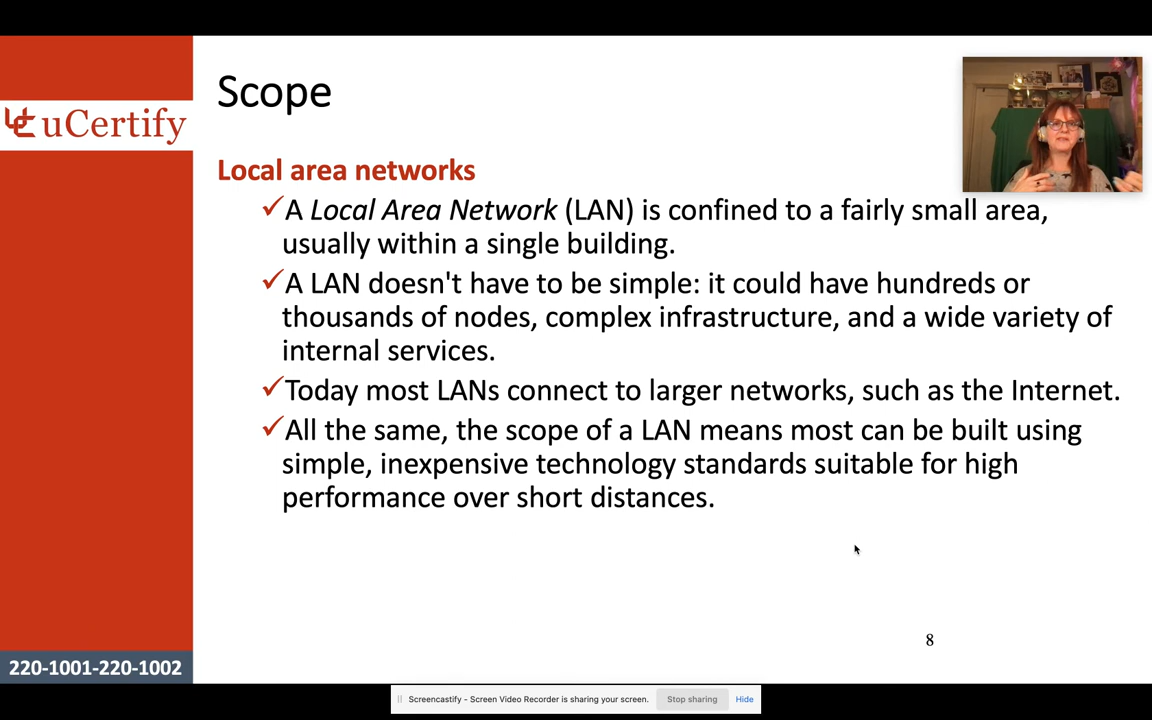 Scope
uCertify
Local area networks
✓A Local Area Network (LAN) is confined to a fairly small area,
usually within a single building.
✓A LAN doesn't have to be simple: it could have hundreds or
thousands of nodes, complex infrastructure, and a wide variety of
internal services.
✓Today most LANs connect to larger networks, such as the Internet.
✓All the same, the scope of a LAN means most can be built using
simple, inexpensive technology standards suitable for high
performance over short distances.
8
220-1001-220-1002
Screencastify - Screen Video Recorder is sharing your screen. Stop sharing Hide